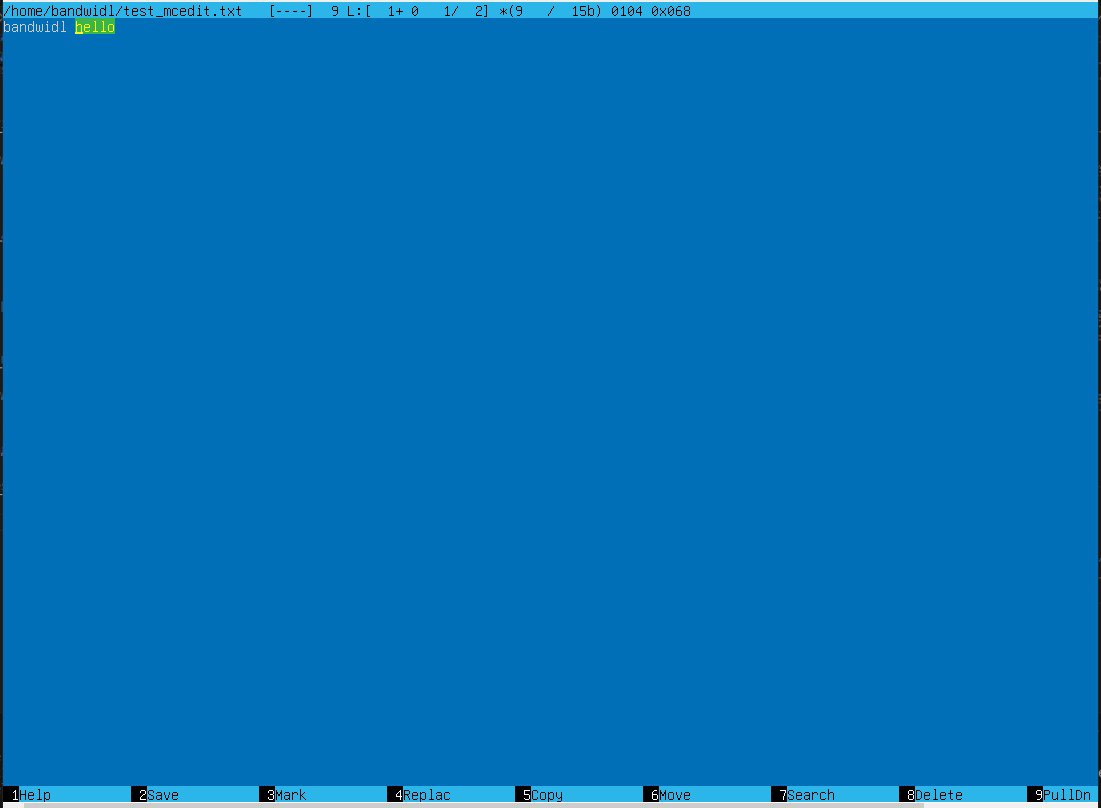 /home/bandwidl/test_mcedit.txt   [----]  9 L:[  1+ 0   1/  2] *(9   /  15b) 0104 0x068
bandwidl hello
1Help 2Save 3Mark 4Replac 5Copy 6Move 7Search 8Delete 9PullDn